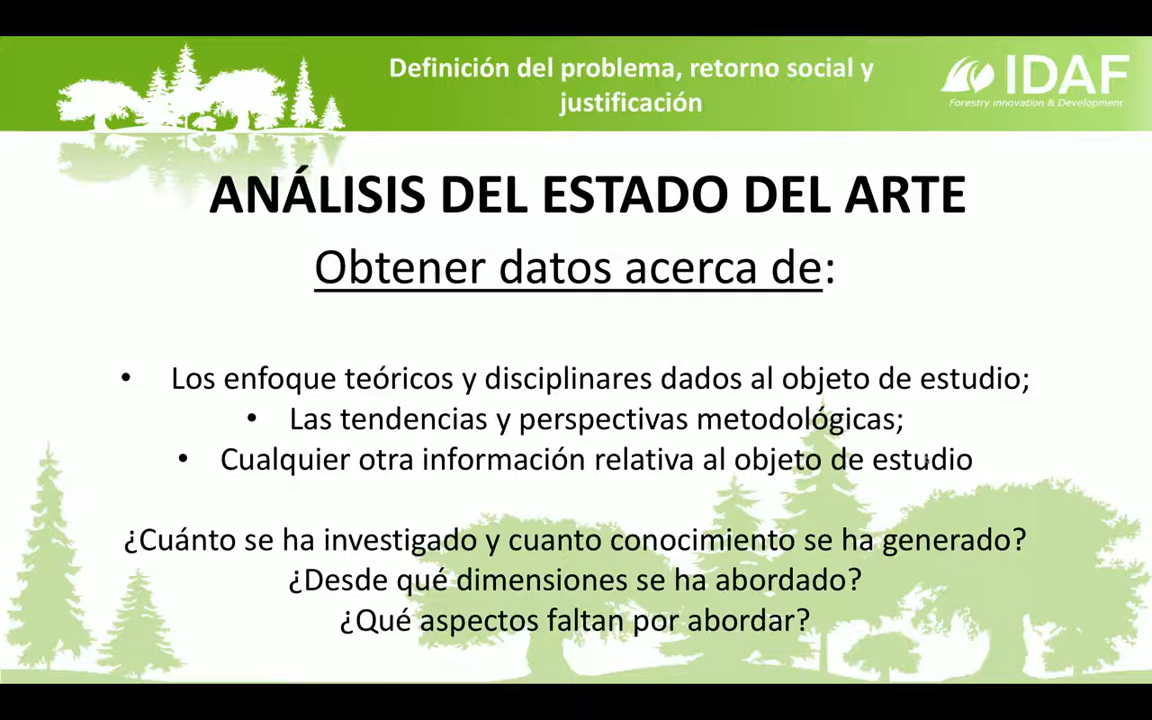 Definición del problema, retorno social y
justificación
IDAF
Forestry innovation & Development
ANÁLISIS DEL ESTADO DEL ARTE
Obtener datos acerca de:
• Los enfoque teóricos y disciplinares dados al objeto de estudio;
• Las tendencias y perspectivas metodológicas;
• Cualquier otra información relativa al objeto de estudio
¿Cuánto se ha investigado y cuanto conocimiento se ha generado?
¿Desde qué dimensiones se ha abordado?
¿Qué aspectos faltan por abordar?